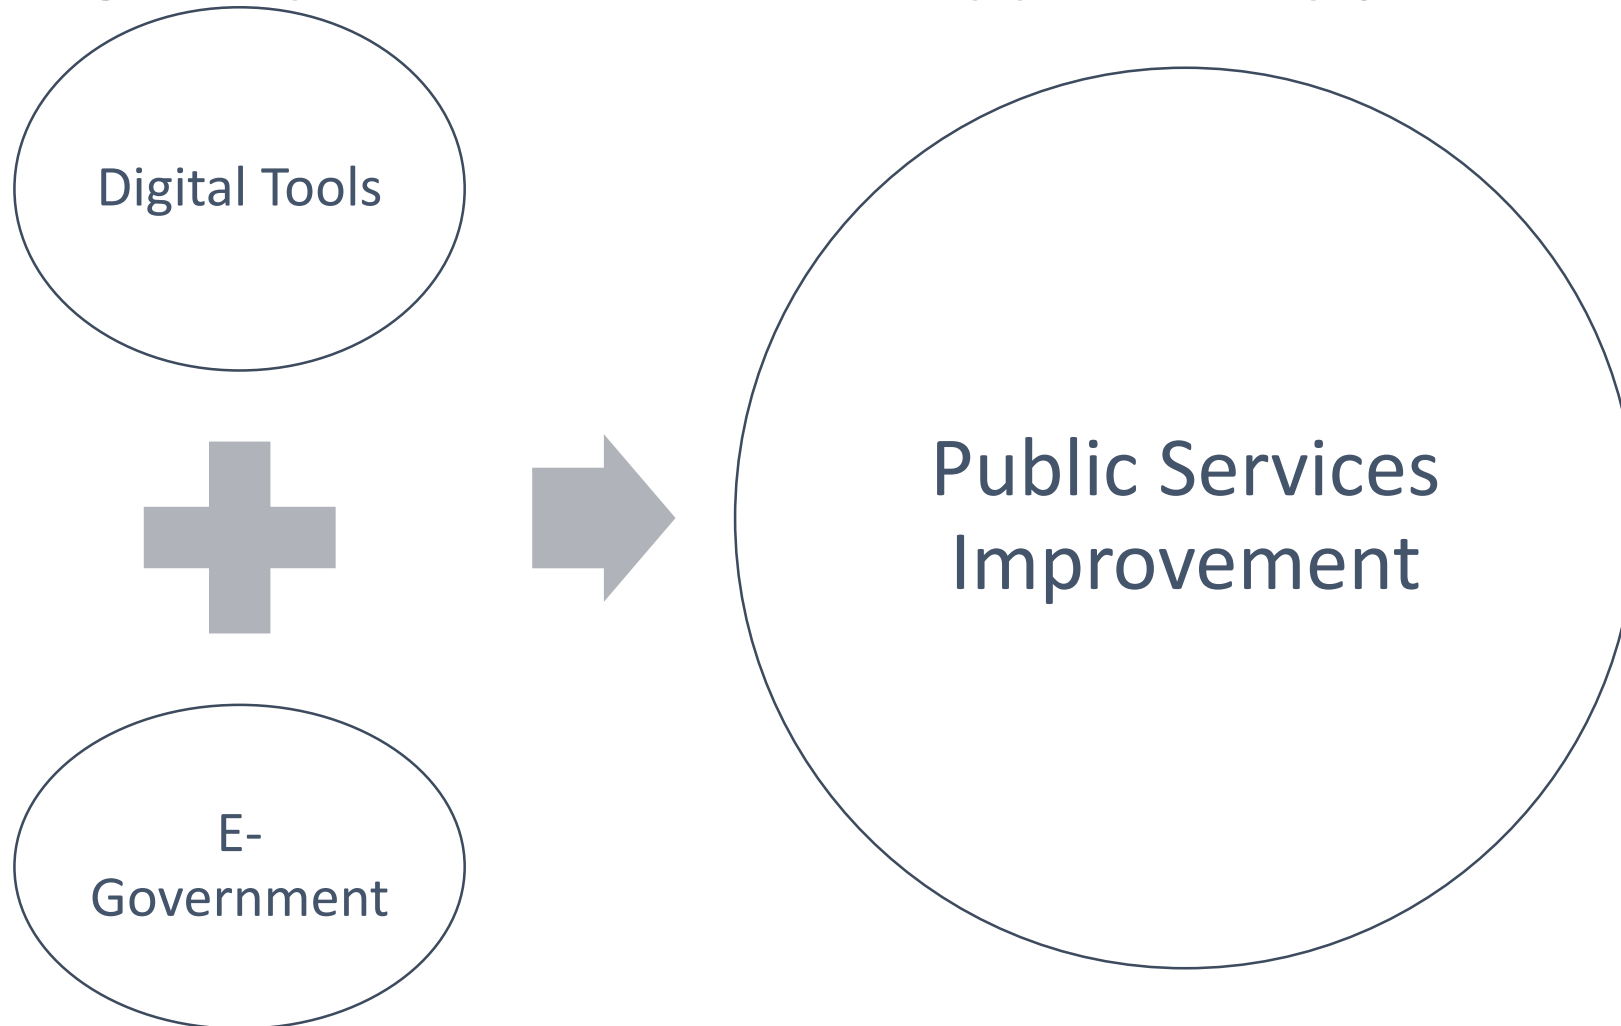 Digital Tools
E-
Government
Public Services
Improvement